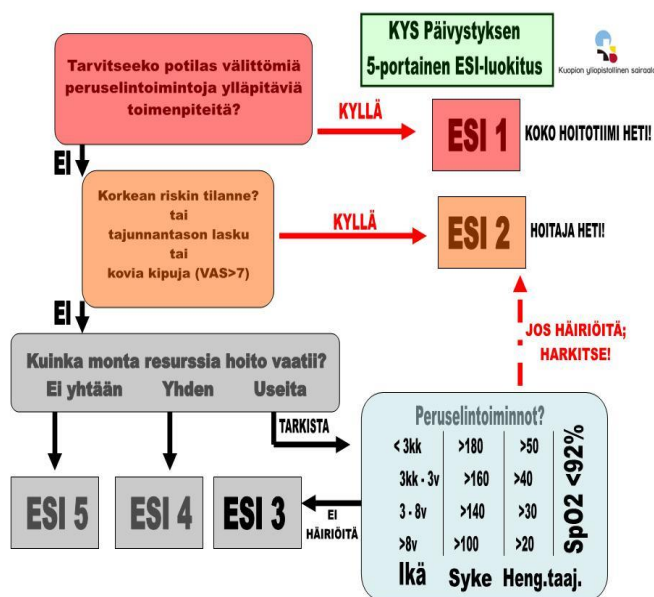 KYS Päivystyksen
5-portainen ESI-luokitus
Kuopion yliopistollinen sairaala
Tarvitseeko potilas välittömiä
peruselintoimintoja ylläpitäviä
toimenpiteitä?
KYLLÄ
ESI 1
KOKO HOITOTIIMI HETI!
EI
Korkean riskin tilanne?
tai
tajunnantason lasku
tai
kovia kipuja (VAS>7)
KYLLÄ
ESI 2
HOITAJA HETI!
EI
JOS HÄIRIÖITÄ;
HARKITSE!
Kuinka monta resurssia hoito vaatii?
Ei yhtään Yhden Useita
TARKISTA
Peruselintoiminnot?
< 3kk >180 >50
3kk - 3v >160 >40
3 - 8v >140 >30
>8v >100 >20
Ikä Syke Heng.taaj.
SpO2 <92%
EI
HÄIRIÖITÄ
ESI 5
ESI 4
ESI 3